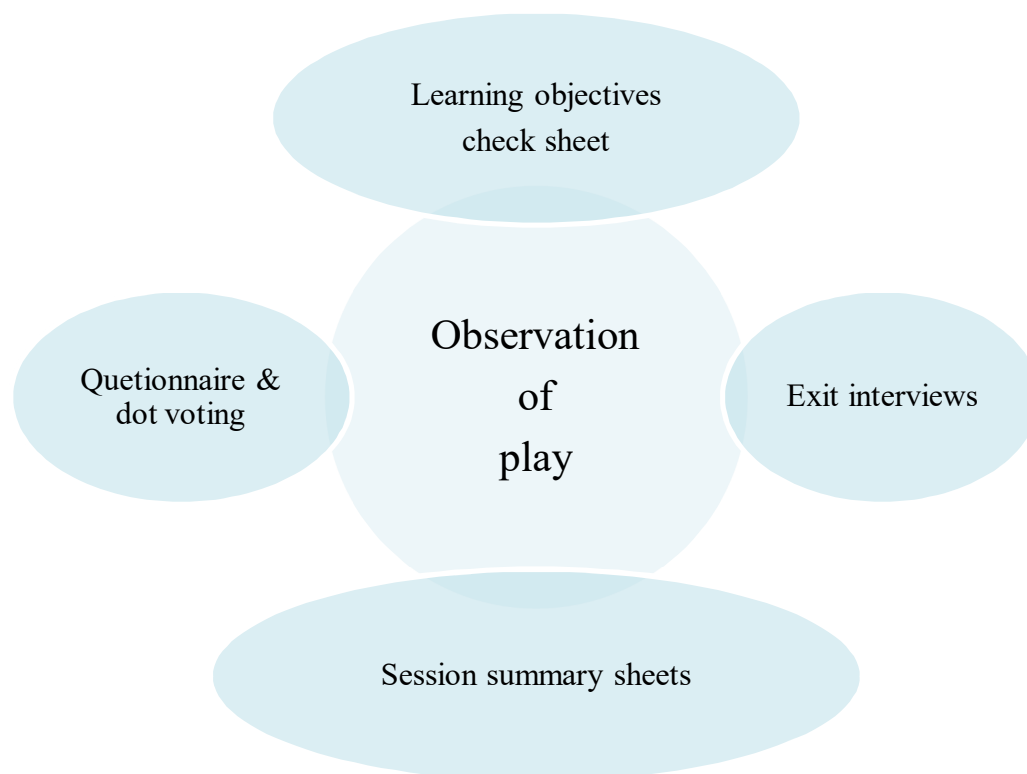 Learning objectives
check sheet
Observation
of
play
Quetionnaire &
dot voting
Exit interviews
Session summary sheets